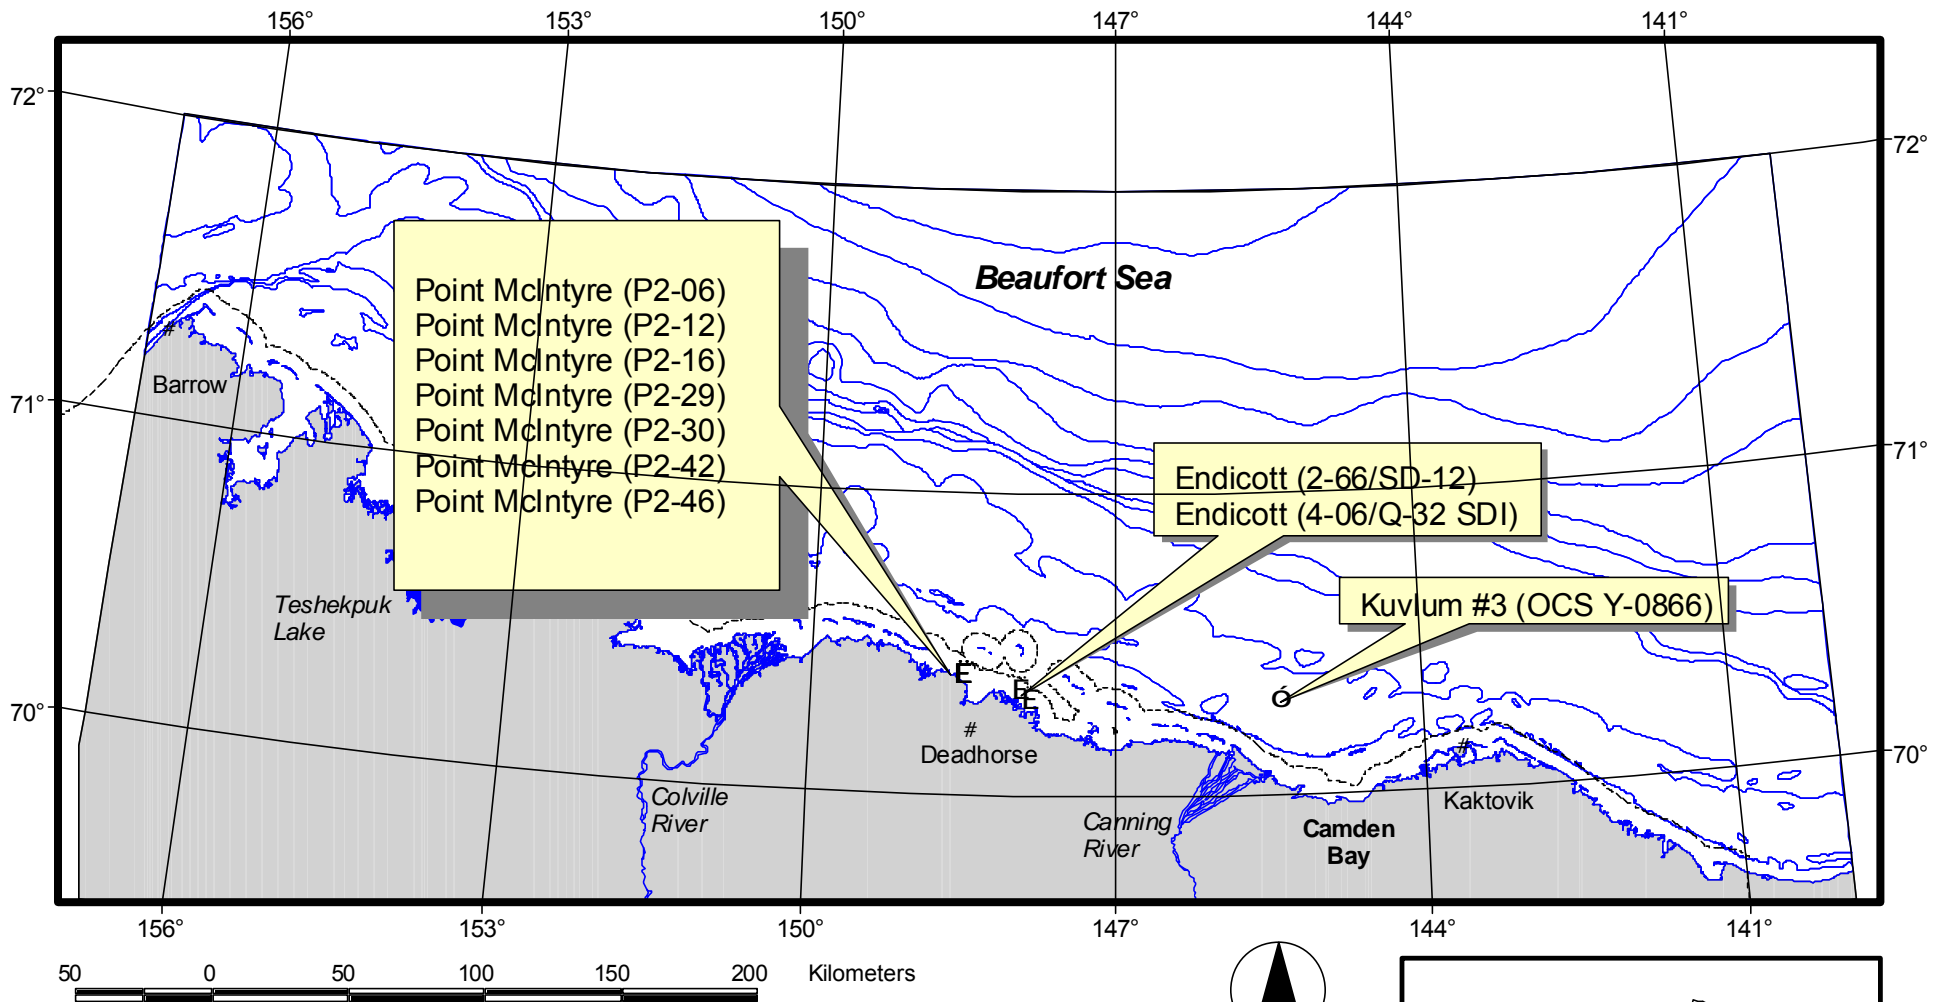 156° 153° 150° 147° 144° 141°
72°
72°
Beaufort Sea
Point McIntyre (P2-06)
Point McIntyre (P2-12)
Point McIntyre (P2-16)
Point McIntyre (P2-29)
Point McIntyre (P2-30)
Point McIntyre (P2-42)
Point McIntyre (P2-46)
#
Barrow
71°
71°
Endicott (2-66/SD-12)
Endicott (4-06/Q-32 SDI)
Kuvlum #3 (OCS Y-0866)
Teshekpuk
Lake
E
E
E
Ó
70°
70°
#
Deadhorse
#
Kaktovik
Colville
River
Canning
River
Camden
Bay
156° 153° 150° 147° 144° 141°
50 0 50 100 150 200 Kilometers